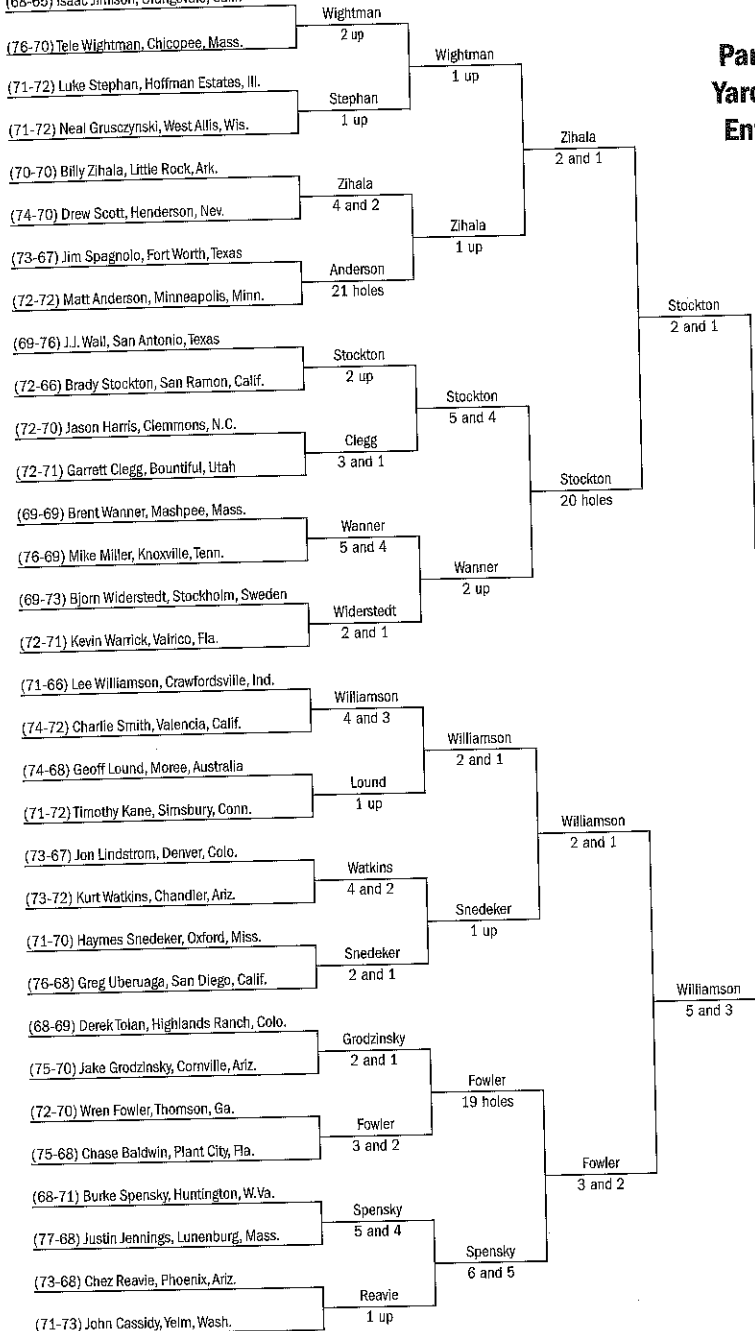 (68-65) Isaac
Wightman
2 up
(76-70) Tele Wightman, Chicopee, Mass.
Wightman
1 up
(71-72) Luke Stephan, Hoffman Estates, Ill.
Stephan
1 up
(71-72) Neal Grusczynski, West Allis, Wis.
Zihala
2 and 1
(70-70) Billy Zihala, Little Rock, Ark.
Zihala
4 and 2
(74-70) Drew Scott, Henderson, Nev.
Zihala
1 up
(73-67) Jim Spagnolo, Fort Worth, Texas
Anderson
21 holes
(72-72) Matt Anderson, Minneapolis, Minn.
Stockton
2 and 1
(69-76) J.J. Wall, San Antonio, Texas
Stockton
2 up
(72-66) Brady Stockton, San Ramon, Calif.
Stockton
5 and 4
(72-70) Jason Harris, Clemmons, N.C.
Clegg
3 and 1
(72-71) Garrett Clegg, Bountiful, Utah
Stockton
20 holes
(69-69) Brent Wanner, Mashpee, Mass.
Wanner
5 and 4
(76-69) Mike Miller, Knoxville, Tenn.
Wanner
2 up
(69-73) Bjorn Widerstedt, Stockholm, Sweden
Widerstedt
2 and 1
(72-71) Kevin Warrick, Valrico, Fla.
(71-66) Lee Williamson, Crawfordsville, Ind.
Williamson
4 and 3
(74-72) Charlie Smith, Valencia, Calif.
Williamson
2 and 1
(74-68) Geoff Lound, Moree, Australia
Lound
1 up
(71-72) Timothy Kane, Simsbury, Conn.
Williamson
2 and 1
(73-67) Jon Lindstrom, Denver, Colo.
Watkins
4 and 2
(73-72) Kurt Watkins, Chandler, Ariz.
Snedeker
1 up
(71-70) Haymes Snedeker, Oxford, Miss.
Snedeker
2 and 1
(76-68) Greg Uberuaga, San Diego, Calif.
Williamson
5 and 3
(68-69) Derek Tolan, Highlands Ranch, Colo.
Grodzinsky
2 and 1
(75-70) Jake Grodzinsky, Cornville, Ariz.
Fowler
19 holes
(72-70) Wren Fowler, Thomson, Ga.
Fowler
3 and 2
(75-68) Chase Baldwin, Plant City, Fla.
Fowler
3 and 2
(68-71) Burke Spensky, Huntington, W.Va.
Spensky
5 and 4
(77-68) Justin Jennings, Lunenburg, Mass.
Spensky
6 and 5
(73-68) Chez Reavie, Phoenix, Ariz.
Reavie
1 up
(71-73) John Cassidy, Yelm, Wash.